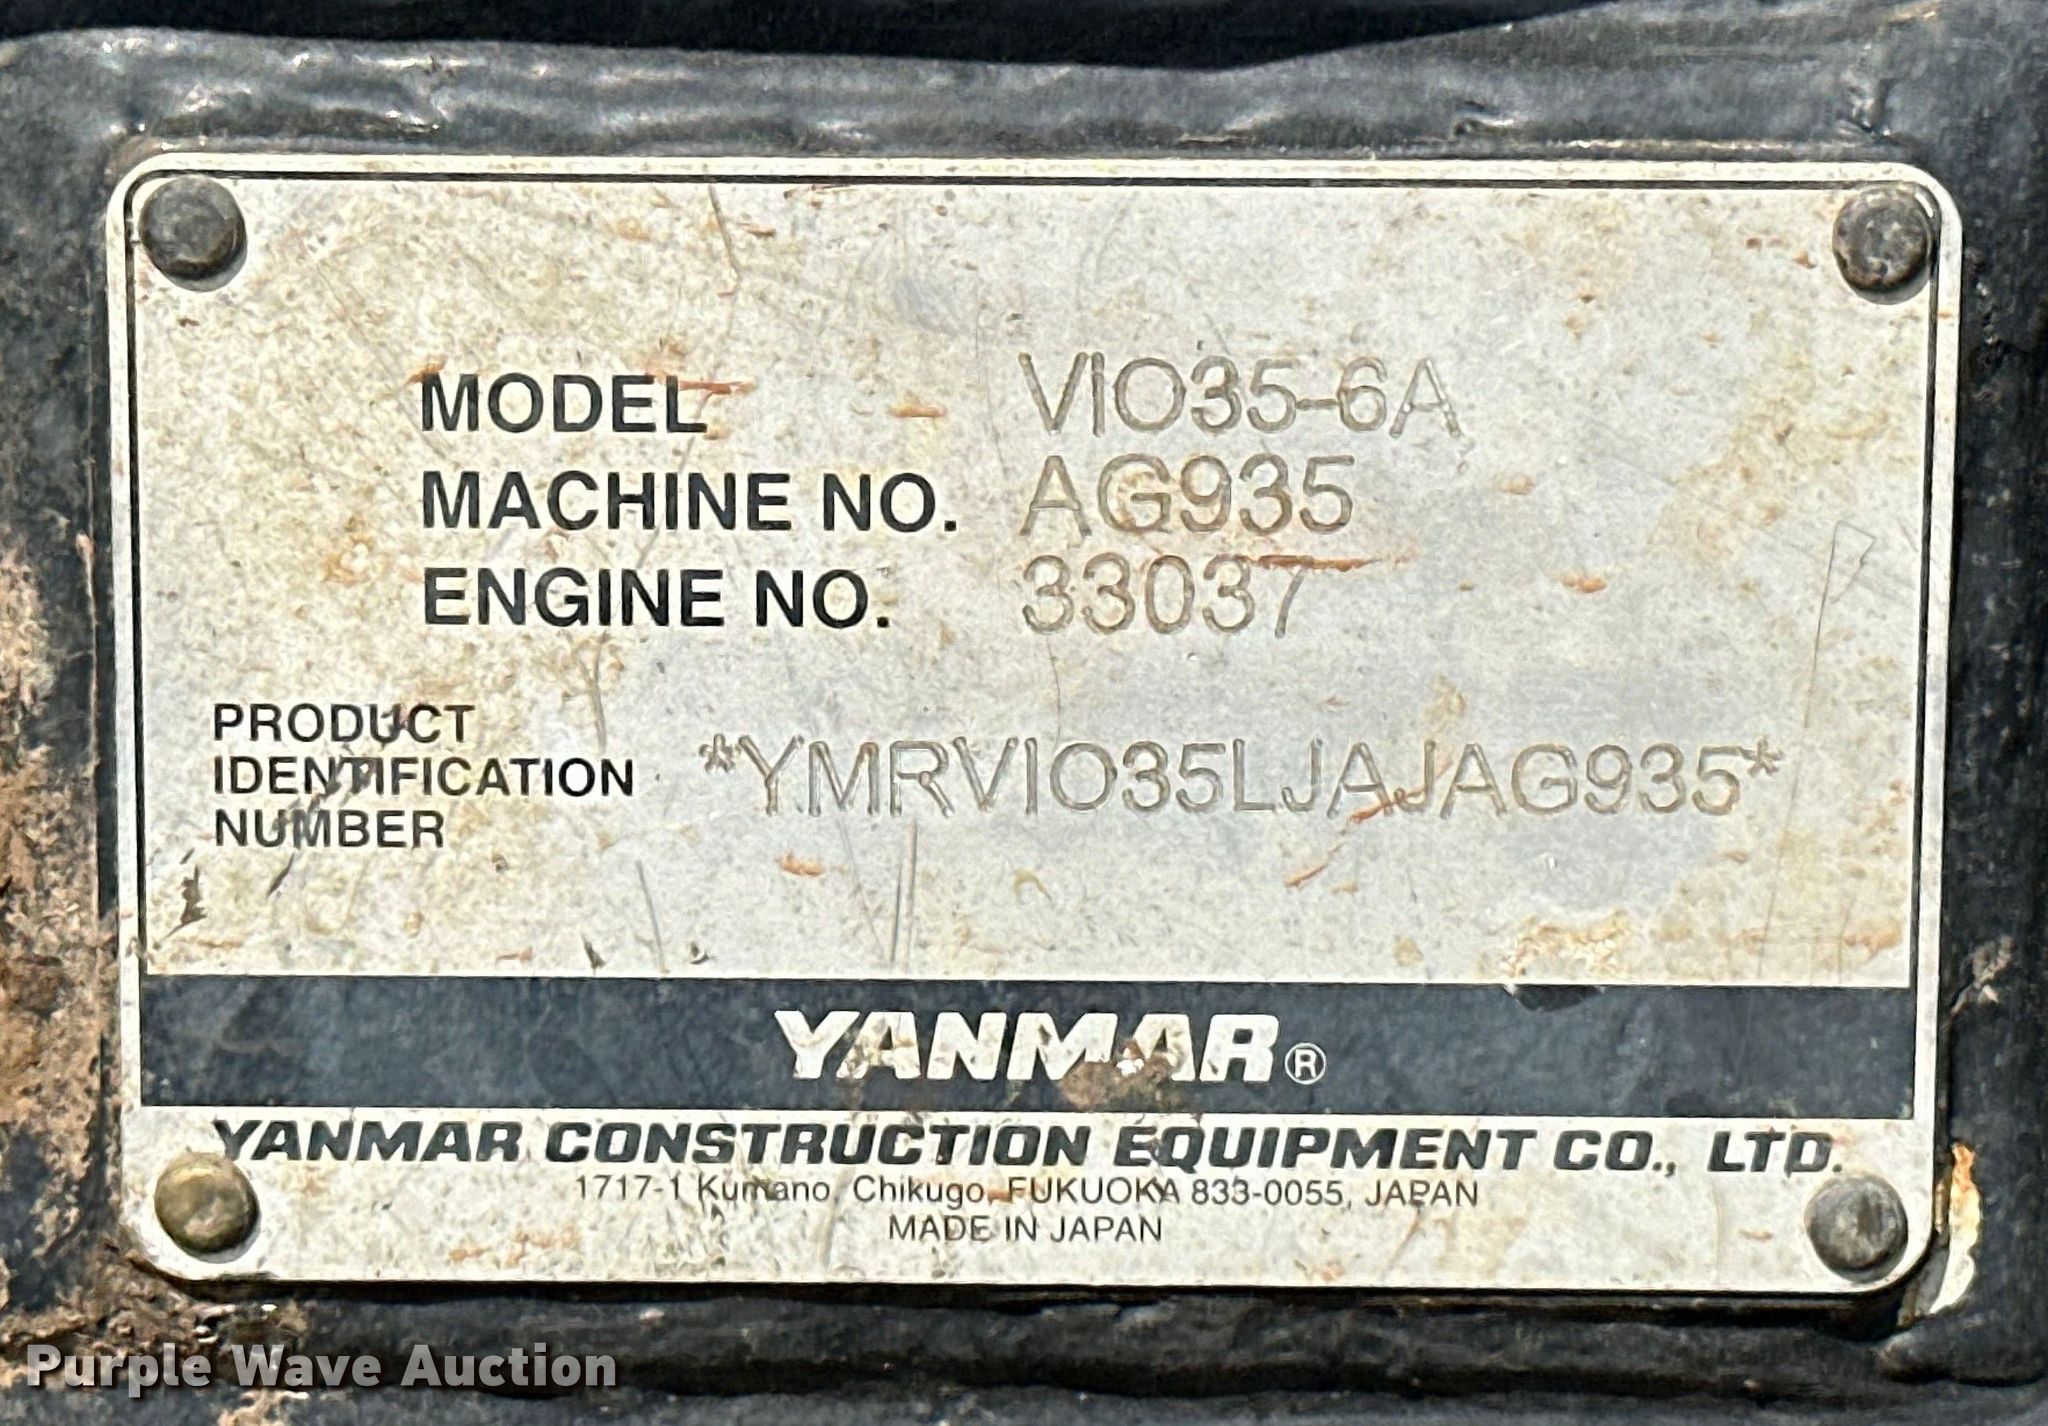 MODEL VIO35-6A
MACHINE NO. AG935
ENGINE NO. 33037
PRODUCT
IDENTIFICATION
NUMBER
*YMRVIO35LJAJAG935*
YANMAR®
YANMAR CONSTRUCTION EQUIPMENT CO., LTD.
1717-1 Kumano, Chikugo, FUKUOKA 833-0055, JAPAN
MADE IN JAPAN
Purple Wave Auction